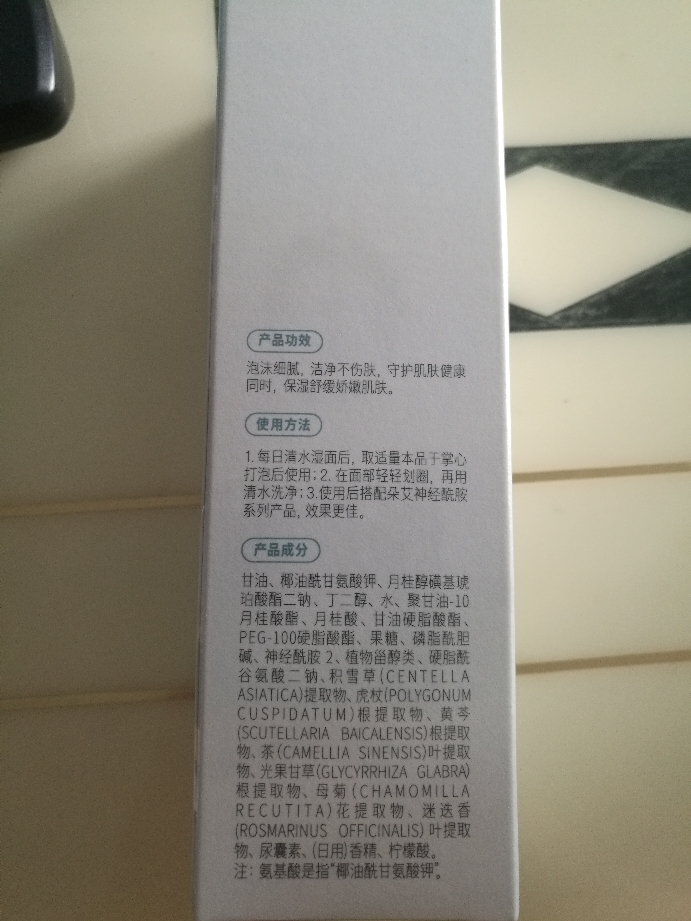 产品功效
泡沫细腻，洁净不伤肤，守护肌肤健康
同时，保湿舒缓娇嫩肌肤。
使用方法
1.每日清水湿面后，取适量本品于掌心
打泡后使用；2.在面部轻轻划圈，再用
清水洗净；3.使用后搭配朵艾神经酰胺
系列产品，效果更佳。
产品成分
甘油、椰油酰甘氨酸钾、月桂醇磺基琥
珀酸酯二钠、丁二醇、水、聚甘油-10
月桂酸酯、月桂酸、甘油硬脂酸酯、
PEG-100硬脂酸酯、果糖、磷脂酰胆
碱、神经酰胺 2、植物甾醇类、硬脂酰
谷氨酸二钠、积雪草(CENTELLA
ASIATICA)提取物、虎杖(POLYGONUM
CUSPIDATUM)根提取物、黄芩
(SCUTELLARIA BAICALENSIS)根提取
物、茶(CAMELLIA SINENSIS)叶提取
物、光果甘草(GLYCYRRHIZA GLABRA)
根提取物、母菊(CHAMOMILLA
RECUTITA)花提取物、迷迭香
(ROSMARINUS OFFICINALIS)叶提取
物、尿囊素、(日用)香精、柠檬酸。
注：氨基酸是指“椰油酰甘氨酸钾”。